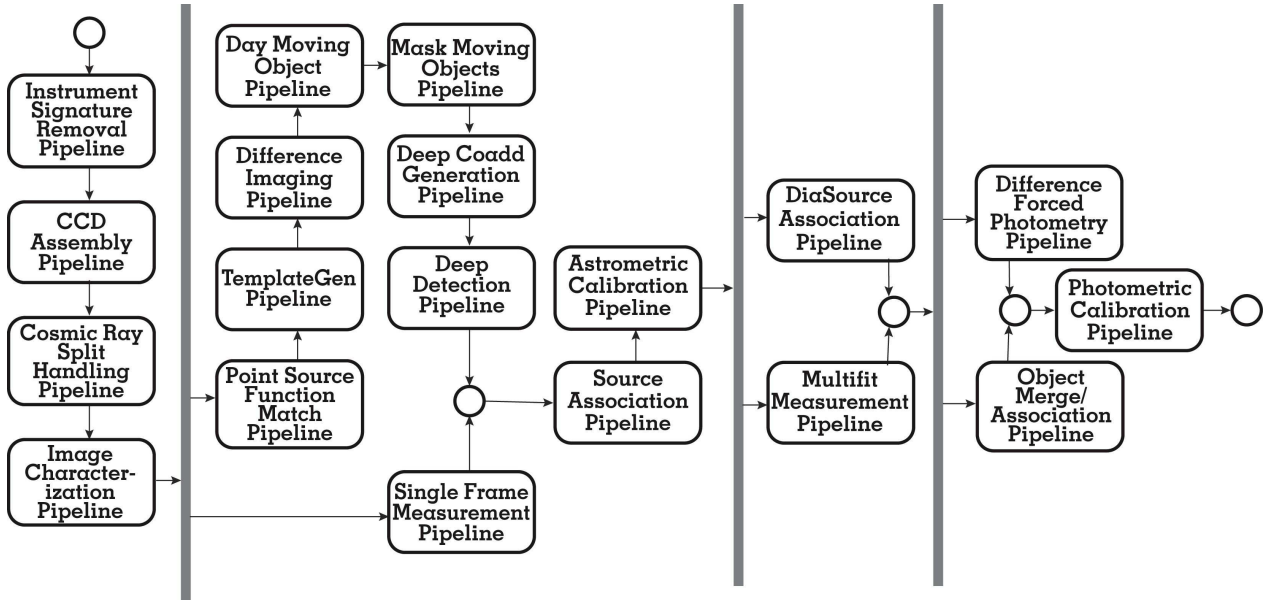 Instrument
Signature
Removal
Pipeline
CCD
Assembly
Pipeline
Cosmic Ray
Split
Handling
Pipeline
Image
Character-
ization
Pipeline
Day Moving
Object
Pipeline
Difference
Imaging
Pipeline
TemplateGen
Pipeline
Point Source
Function
Match
Pipeline
Mask Moving
Objects
Pipeline
Deep Coadd
Generation
Pipeline
Deep
Detection
Pipeline
Single Frame
Measurement
Pipeline
Astrometric
Calibration
Pipeline
Source
Association
Pipeline
DiaSource
Association
Pipeline
Multifit
Measurement
Pipeline
Difference
Forced
Photometry
Pipeline
Photometric
Calibration
Pipeline
Object
Merge/
Association
Pipeline